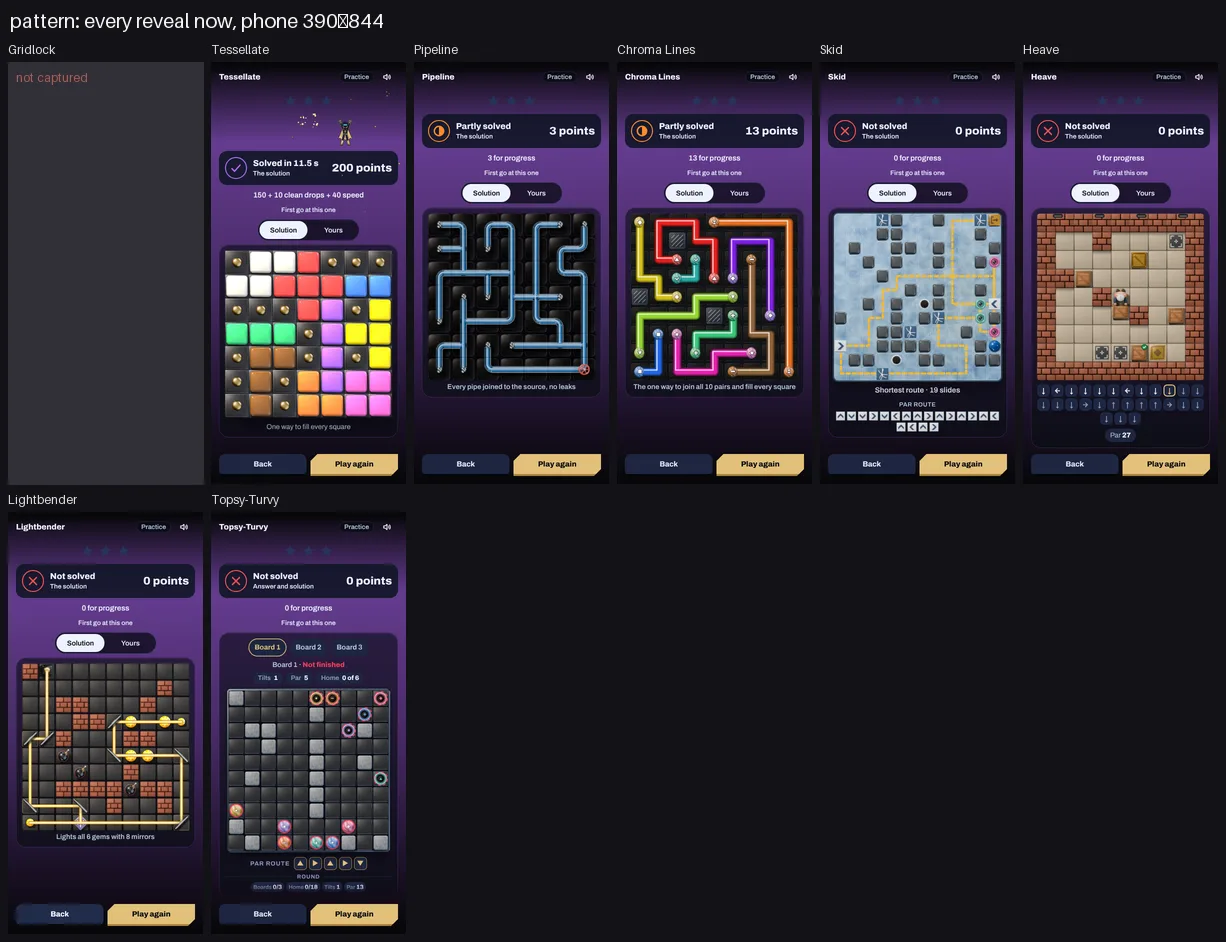 pattern: every reveal now, phone 390▯844
Gridlock
not captured
Tessellate
Tessellate
Practice
Solved in 11.5 s
The solution
200 points
150 + 10 clean drops + 40 speed
First go at this one
Solution
Yours
One way to fill every square
Back
Play again
Pipeline
Pipeline
Practice
Partly solved
The solution
3 points
3 for progress
First go at this one
Solution
Yours
Every pipe joined to the source, no leaks
Back
Play again
Chroma Lines
Chroma Lines
Practice
Partly solved
The solution
13 points
13 for progress
First go at this one
Solution
Yours
The one way to join all 10 pairs and fill every square
Back
Play again
Skid
Skid
Practice
Not solved
The solution
0 points
0 for progress
First go at this one
Solution
Yours
Shortest route · 19 slides
PAR ROUTE
Back
Play again
Heave
Heave
Practice
Not solved
The solution
0 points
0 for progress
First go at this one
Solution
Yours
Par 27
Back
Play again
Lightbender
Lightbender
Practice
Not solved
The solution
0 points
0 for progress
First go at this one
Solution
Yours
Lights all 6 gems with 8 mirrors
Back
Play again
Topsy-Turvy
Topsy-Turvy
Practice
Not solved
Answer and solution
0 points
0 for progress
First go at this one
Board 1
Board 2
Board 3
Board 1 · Not finished
Tilts 1
Par 5
Home 0 of 6
PAR ROUTE
ROUND
Boards 0/3
Home 0/18
Tilts 1
Par 13
Back
Play again